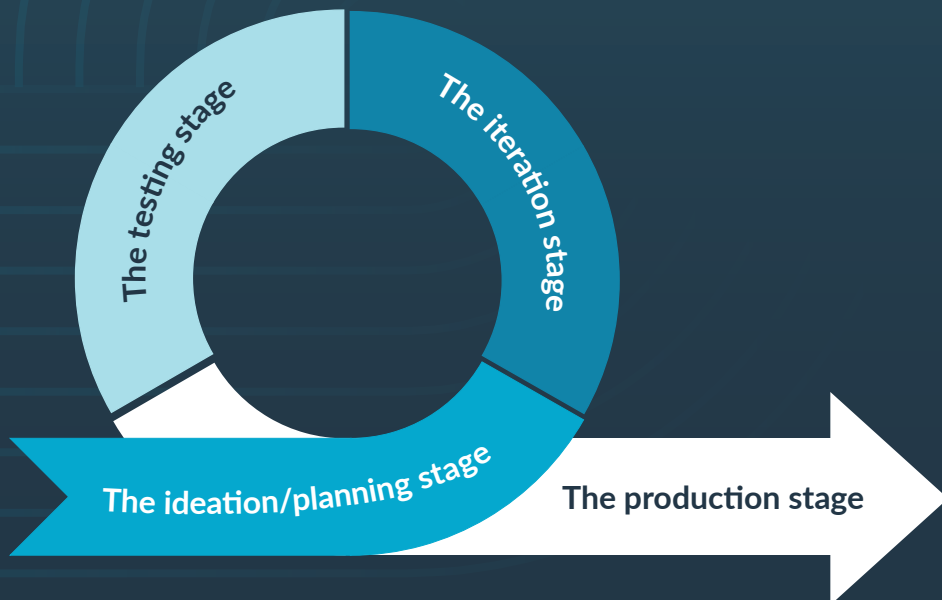 The testing stage
The iteration stage
The ideation/planning stage
The production stage